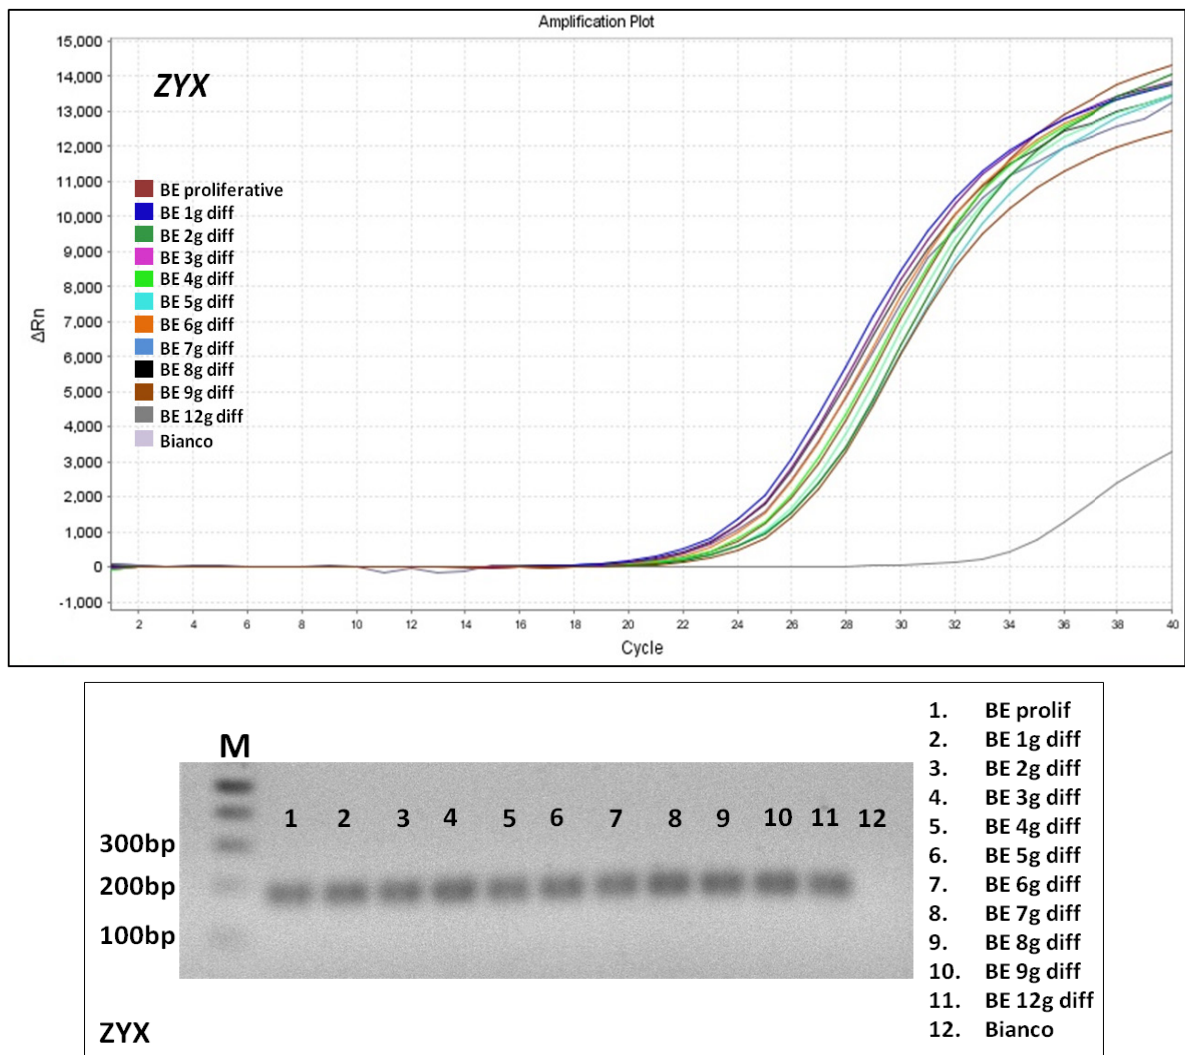 Amplification Plot
15,000
14,000
13,000
12,000
11,000
10,000
9,000
8,000
7,000
6,000
5,000
4,000
3,000
2,000
1,000
0
-1,000
ΔRn
ZYX
BE proliferative
BE 1g diff
BE 2g diff
BE 3g diff
BE 4g diff
BE 5g diff
BE 6g diff
BE 7g diff
BE 8g diff
BE 9g diff
BE 12g diff
Bianco
2 4 6 8 10 12 14 16 18 20 22 24 26 28 30 32 34 36 38 40
Cycle
M
1 2 3 4 5 6 7 8 9 10 11 12
300bp
200bp
100bp
ZYX
1. BE prolif
2. BE 1g diff
3. BE 2g diff
4. BE 3g diff
5. BE 4g diff
6. BE 5g diff
7. BE 6g diff
8. BE 7g diff
9. BE 8g diff
10. BE 9g diff
11. BE 12g diff
12. Bianco